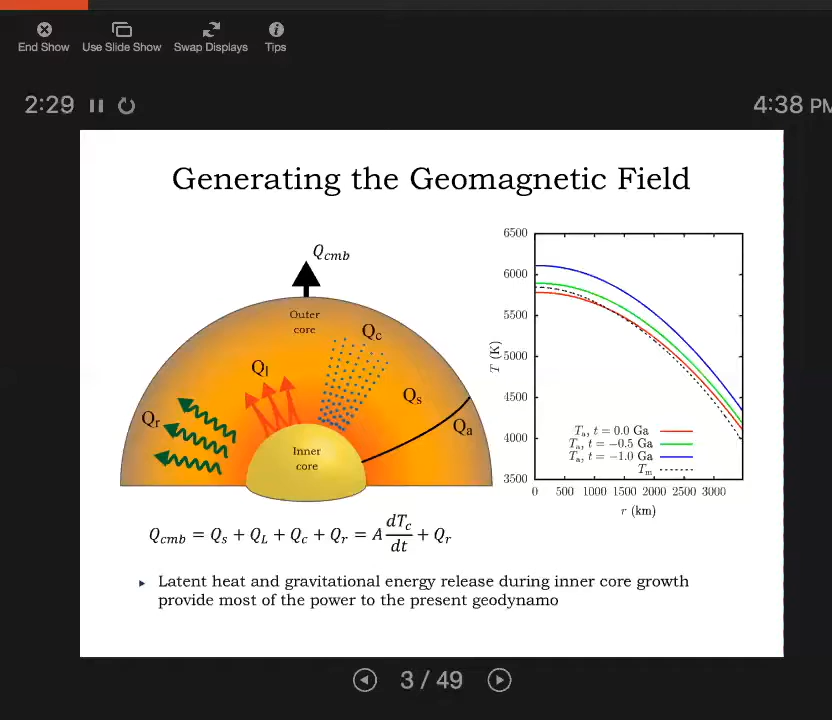 End Show Use Slide Show Swap Displays Tips
2:29 4:38 PM
Generating the Geomagnetic Field
Q_cmb
Outer
core
Q_c
Q_l
Q_s
Q_r
Q_a
Inner
core
6500
6000
5500
5000
4500
4000
3500
T (K)
T_a, t = 0.0 Ga
T_a, t = −0.5 Ga
T_a, t = −1.0 Ga
T_m
0 500 1000 1500 2000 2500 3000
r (km)
Q_cmb = Q_s + Q_L + Q_c + Q_r = A dT_c/dt + Q_r
▸ Latent heat and gravitational energy release during inner core growth
provide most of the power to the present geodynamo
3 / 49